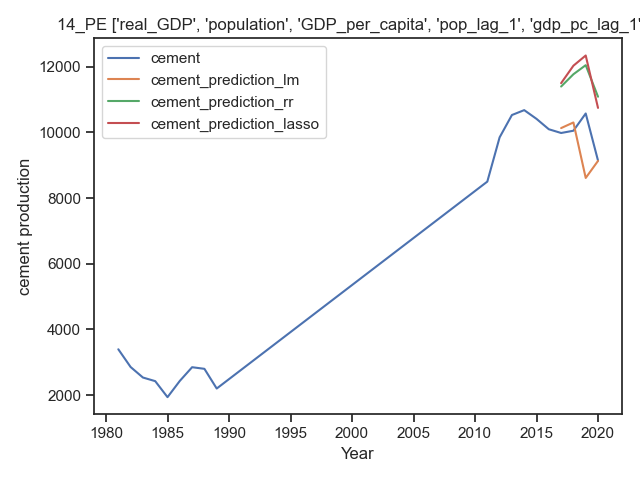 14_PE ['real_GDP', 'population', 'GDP_per_capita', 'pop_lag_1', 'gdp_pc_lag_1'
cement
cement_prediction_lm
cement_prediction_rr
cement_prediction_lasso
cement production
12000
10000
8000
6000
4000
2000
1980 1985 1990 1995 2000 2005 2010 2015 2020
Year